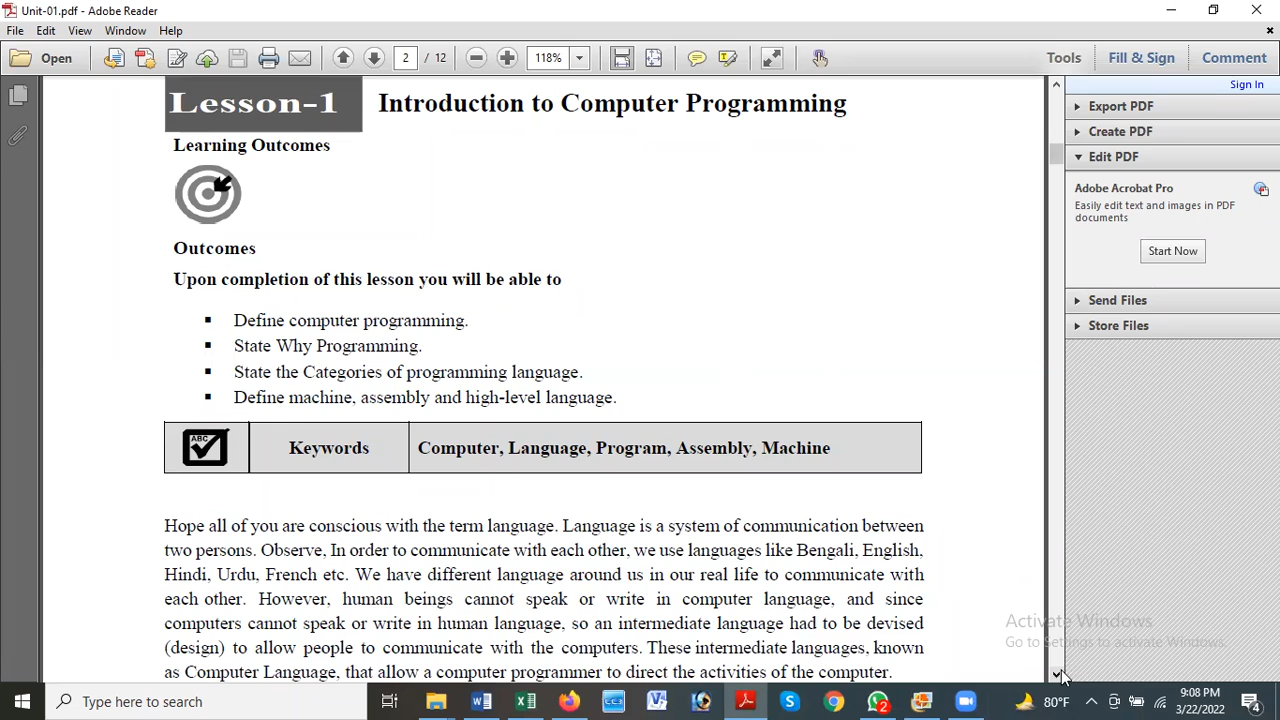 Unit-01.pdf - Adobe Reader
File Edit View Window Help
Open 2 / 12 118% Tools Fill & Sign Comment
Sign In
Export PDF
Create PDF
Edit PDF
Adobe Acrobat Pro
Easily edit text and images in PDF
documents
Start Now
Send Files
Store Files
Lesson-1 Introduction to Computer Programming
Learning Outcomes
Outcomes
Upon completion of this lesson you will be able to
▪ Define computer programming.
▪ State Why Programming.
▪ State the Categories of programming language.
▪ Define machine, assembly and high-level language.
ABC Keywords Computer, Language, Program, Assembly, Machine
Hope all of you are conscious with the term language. Language is a system of communication between
two persons. Observe, In order to communicate with each other, we use languages like Bengali, English,
Hindi, Urdu, French etc. We have different language around us in our real life to communicate with
each other. However, human beings cannot speak or write in computer language, and since
computers cannot speak or write in human language, so an intermediate language had to be devised
(design) to allow people to communicate with the computers. These intermediate languages, known
as Computer Language, that allow a computer programmer to direct the activities of the computer.
Activate Windows
Go to Settings to activate Windows.
Type here to search
2
80°F
9:08 PM
3/22/2022
4